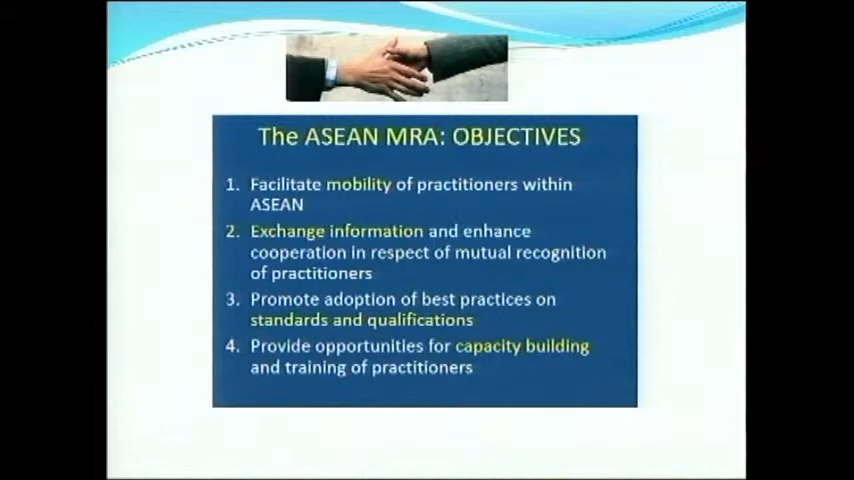 The ASEAN MRA: OBJECTIVES
1. Facilitate mobility of practitioners within
ASEAN
2. Exchange information and enhance
cooperation in respect of mutual recognition
of practitioners
3. Promote adoption of best practices on
standards and qualifications
4. Provide opportunities for capacity building
and training of practitioners